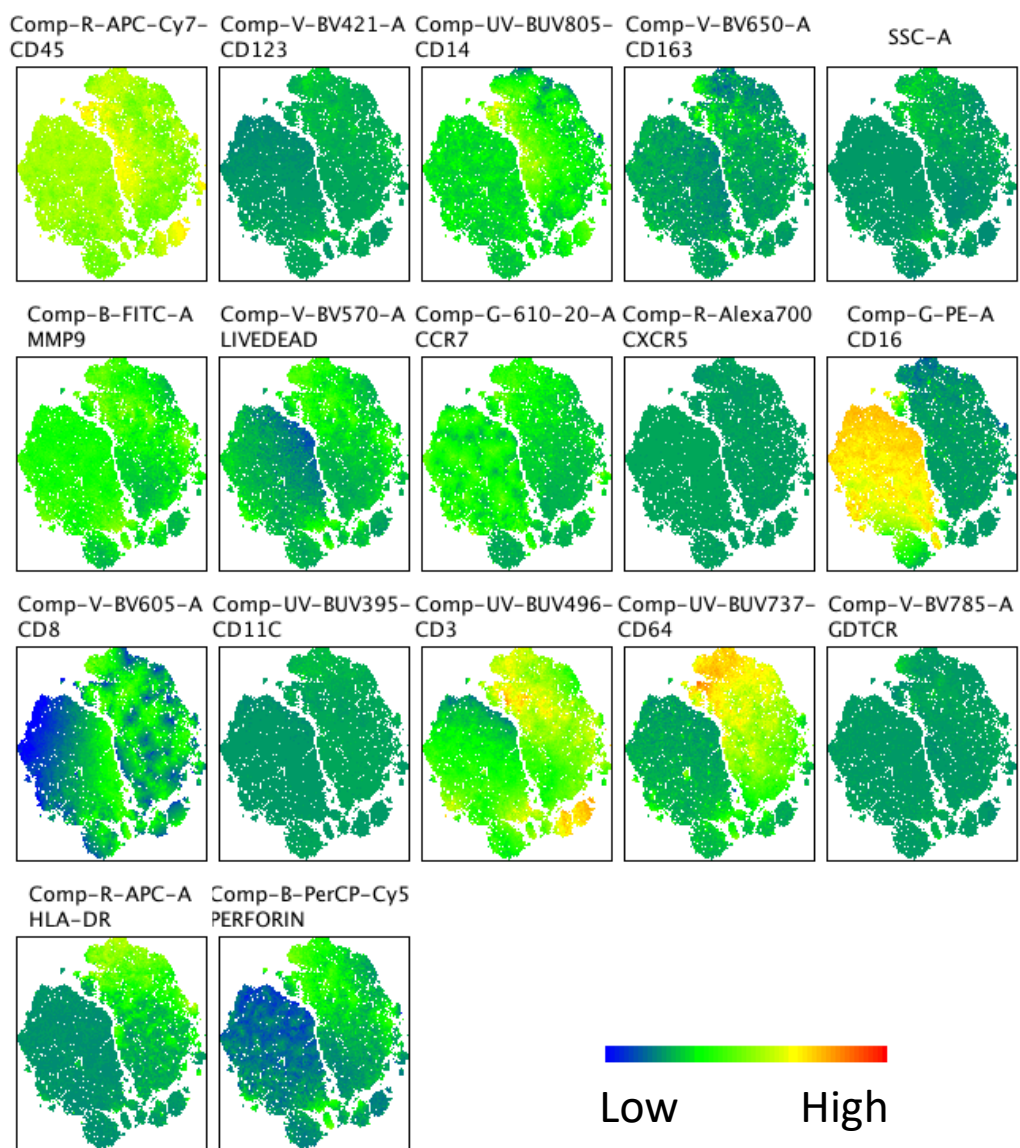 Comp-R-APC-Cy7-
CD45
Comp-V-BV421-A
CD123
Comp-UV-BUV805-
CD14
Comp-V-BV650-A
CD163
SSC-A
Comp-B-FITC-A
MMP9
Comp-V-BV570-A
LIVEDEAD
Comp-G-610-20-A
CCR7
Comp-R-Alexa700
CXCR5
Comp-G-PE-A
CD16
Comp-V-BV605-A
CD8
Comp-UV-BUV395-
CD11C
Comp-UV-BUV496-
CD3
Comp-UV-BUV737-
CD64
Comp-V-BV785-A
GDTCR
Comp-R-APC-A
HLA-DR
Comp-B-PerCP-Cy5
PERFORIN
Low High